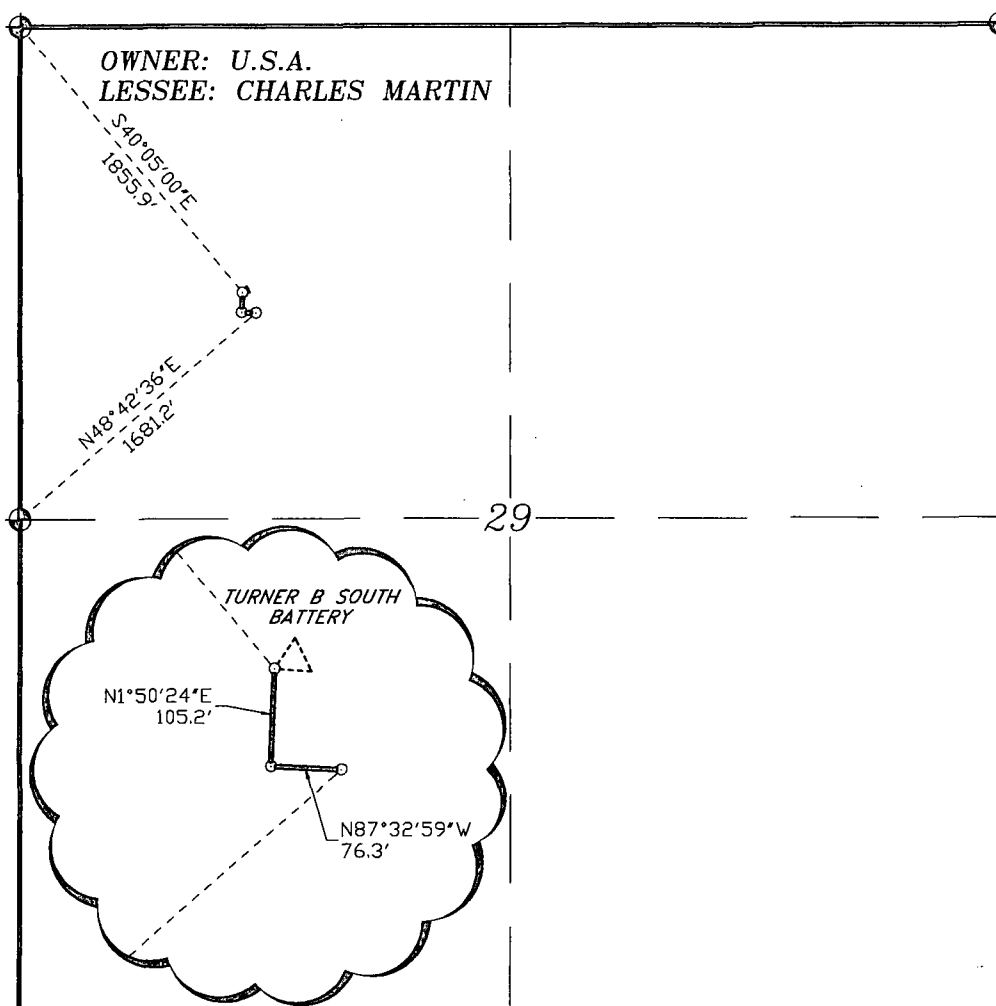 OWNER: U.S.A.
LESSEE: CHARLES MARTIN
S40°05'00"E
1855.9'
N48°42'36"E
1681.2'
29
TURNER B SOUTH
BATTERY
N1°50'24"E
105.2'
N87°32'59"W
76.3'